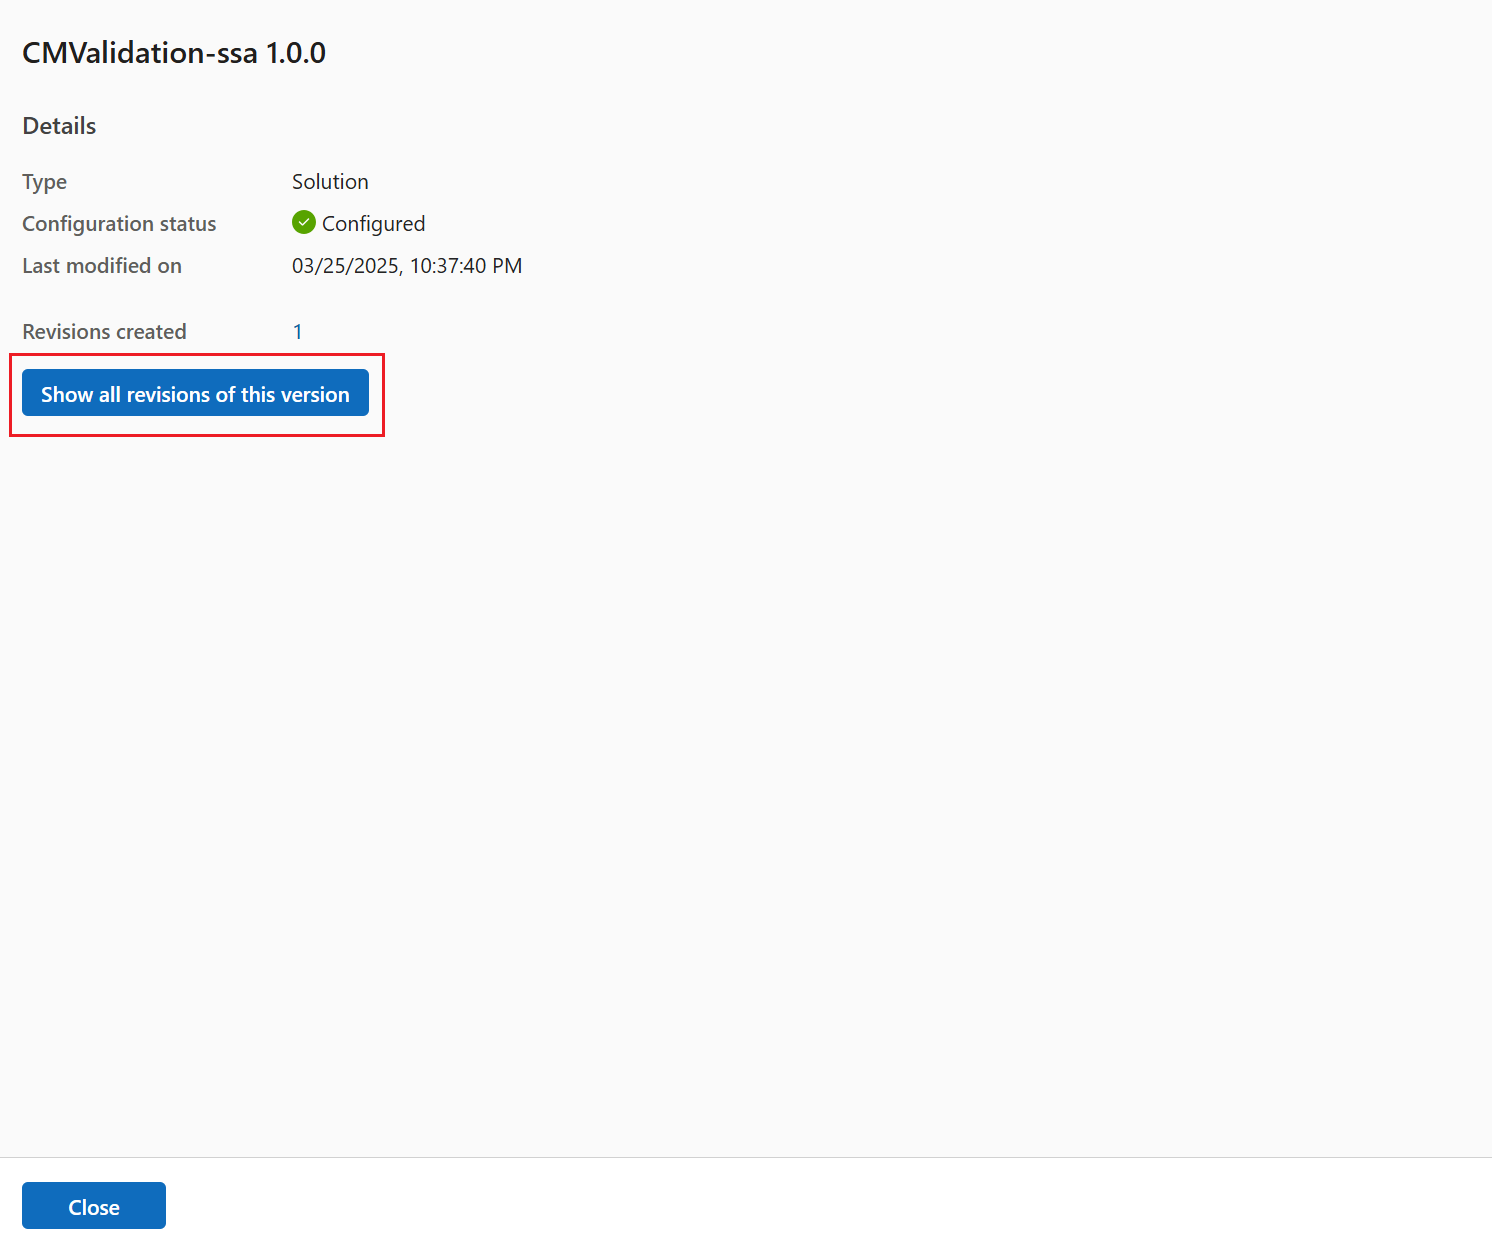 CMValidation-ssa 1.0.0
Details
Type Solution
Configuration status Configured
Last modified on 03/25/2025, 10:37:40 PM
Revisions created 1
Show all revisions of this version
Close